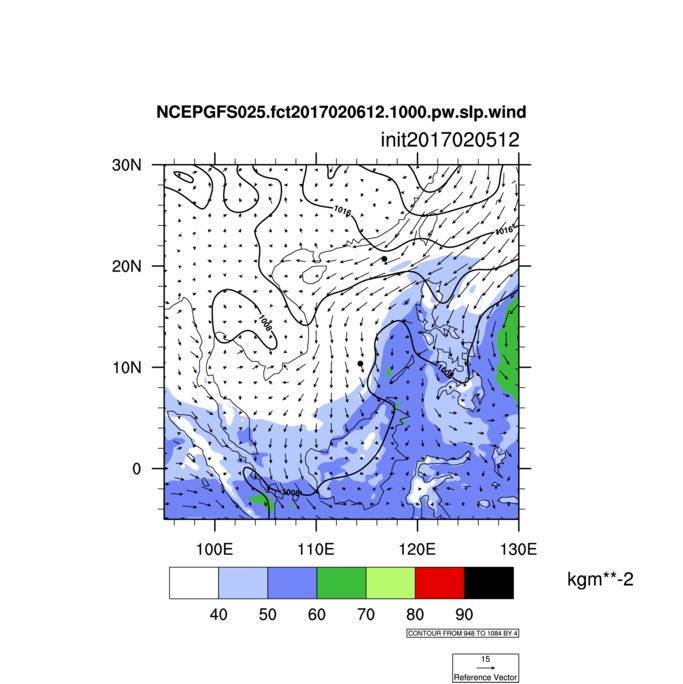 NCEPGFS025.fct2017020612.1000.pw.slp.wind
init2017020512
30N
1016
1016
20N
1008
10N
1008
0
1008
100E 110E 120E 130E
kgm**-2
40 50 60 70 80 90
CONTOUR FROM 948 TO 1084 BY 4
15
Reference Vector